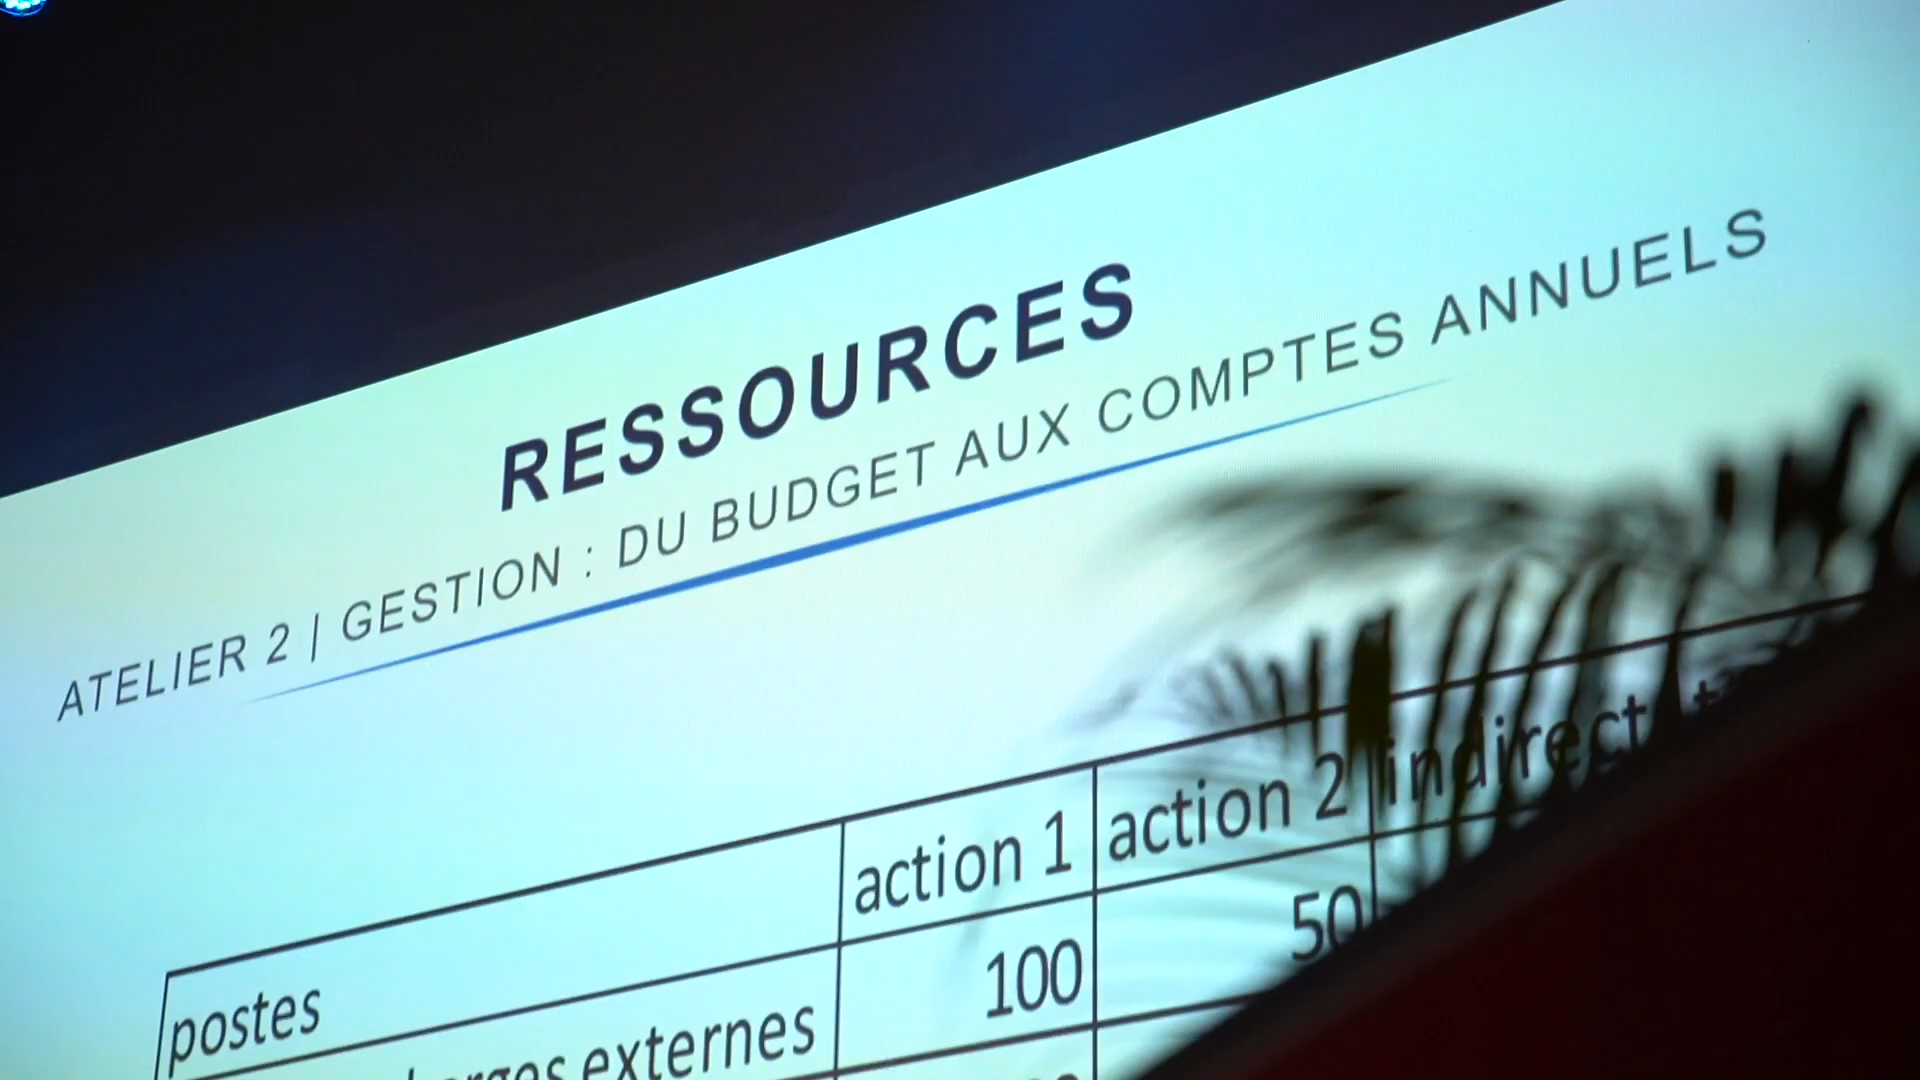 RESSOURCES
ATELIER 2 | GESTION : DU BUDGET AUX COMPTES ANNUELS
action 1 action 2 indirect
postes
externes 100 50